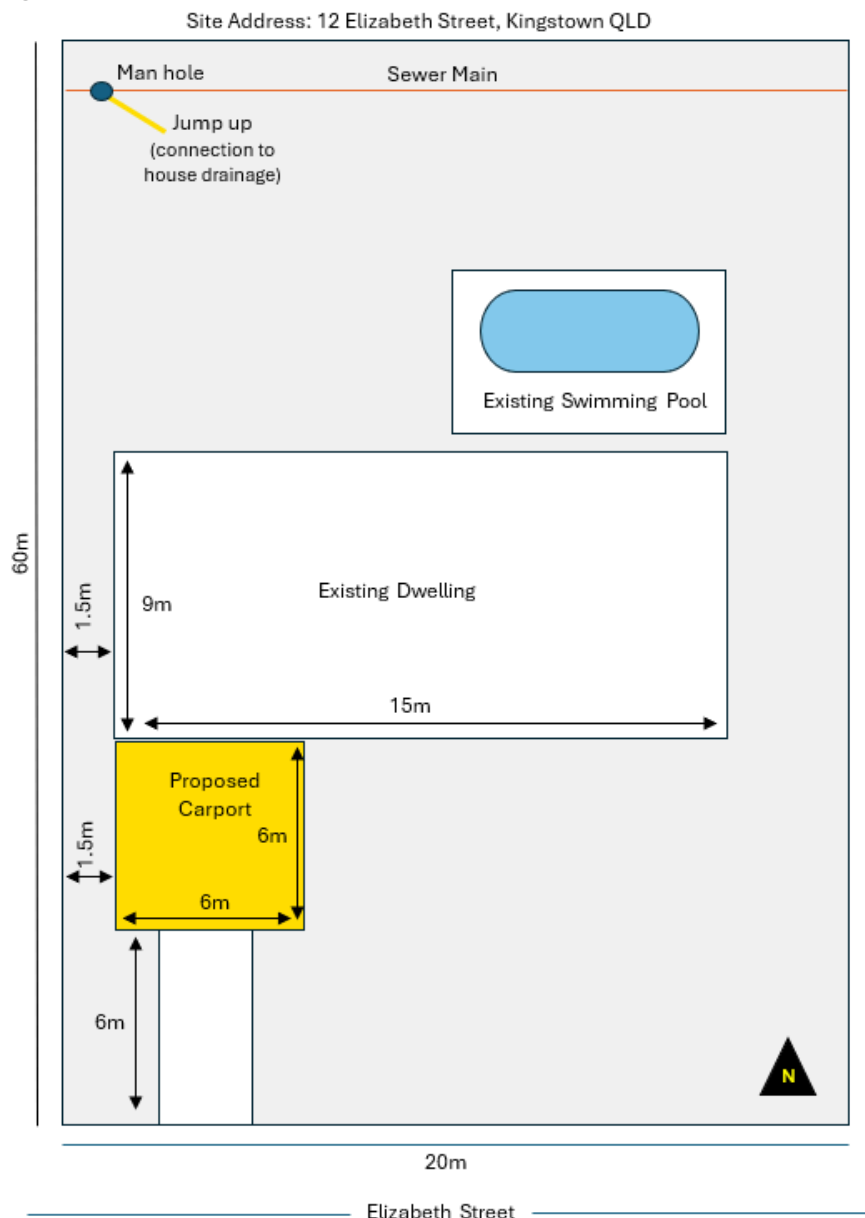 Site Address: 12 Elizabeth Street, Kingstown QLD
Man hole
Sewer Main
Jump up
(connection to
house drainage)
Existing Swimming Pool
60m
1.5m
9m
Existing Dwelling
15m
Proposed
Carport
6m
1.5m
6m
6m
N
20m
Elizabeth Street